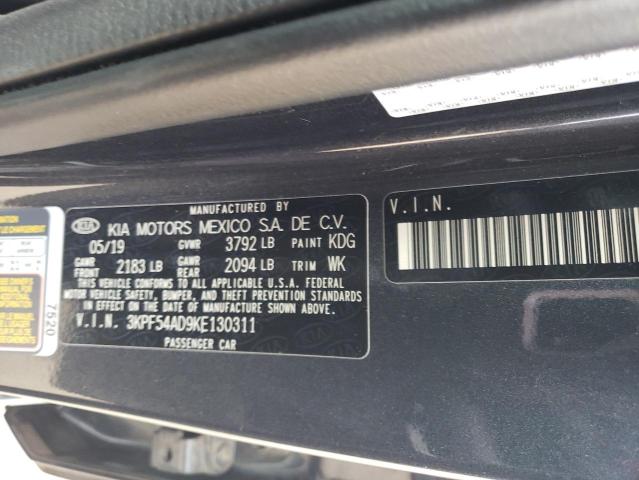 MANUFACTURED BY
KIA KIA MOTORS MEXICO S.A. DE C.V.
05/19 GVWR 3792 LB PAINT KDG
GAWR FRONT 2183 LB GAWR REAR 2094 LB TRIM WK
THIS VEHICLE CONFORMS TO ALL APPLICABLE U.S.A. FEDERAL
MOTOR VEHICLE SAFETY, BUMPER, AND THEFT PREVENTION STANDARDS
IN EFFECT ON THE DATE OF MANUFACTURE SHOWN ABOVE.
V.I.N. 3KPF54AD9KE130311
PASSENGER CAR
V.I.N.
7520